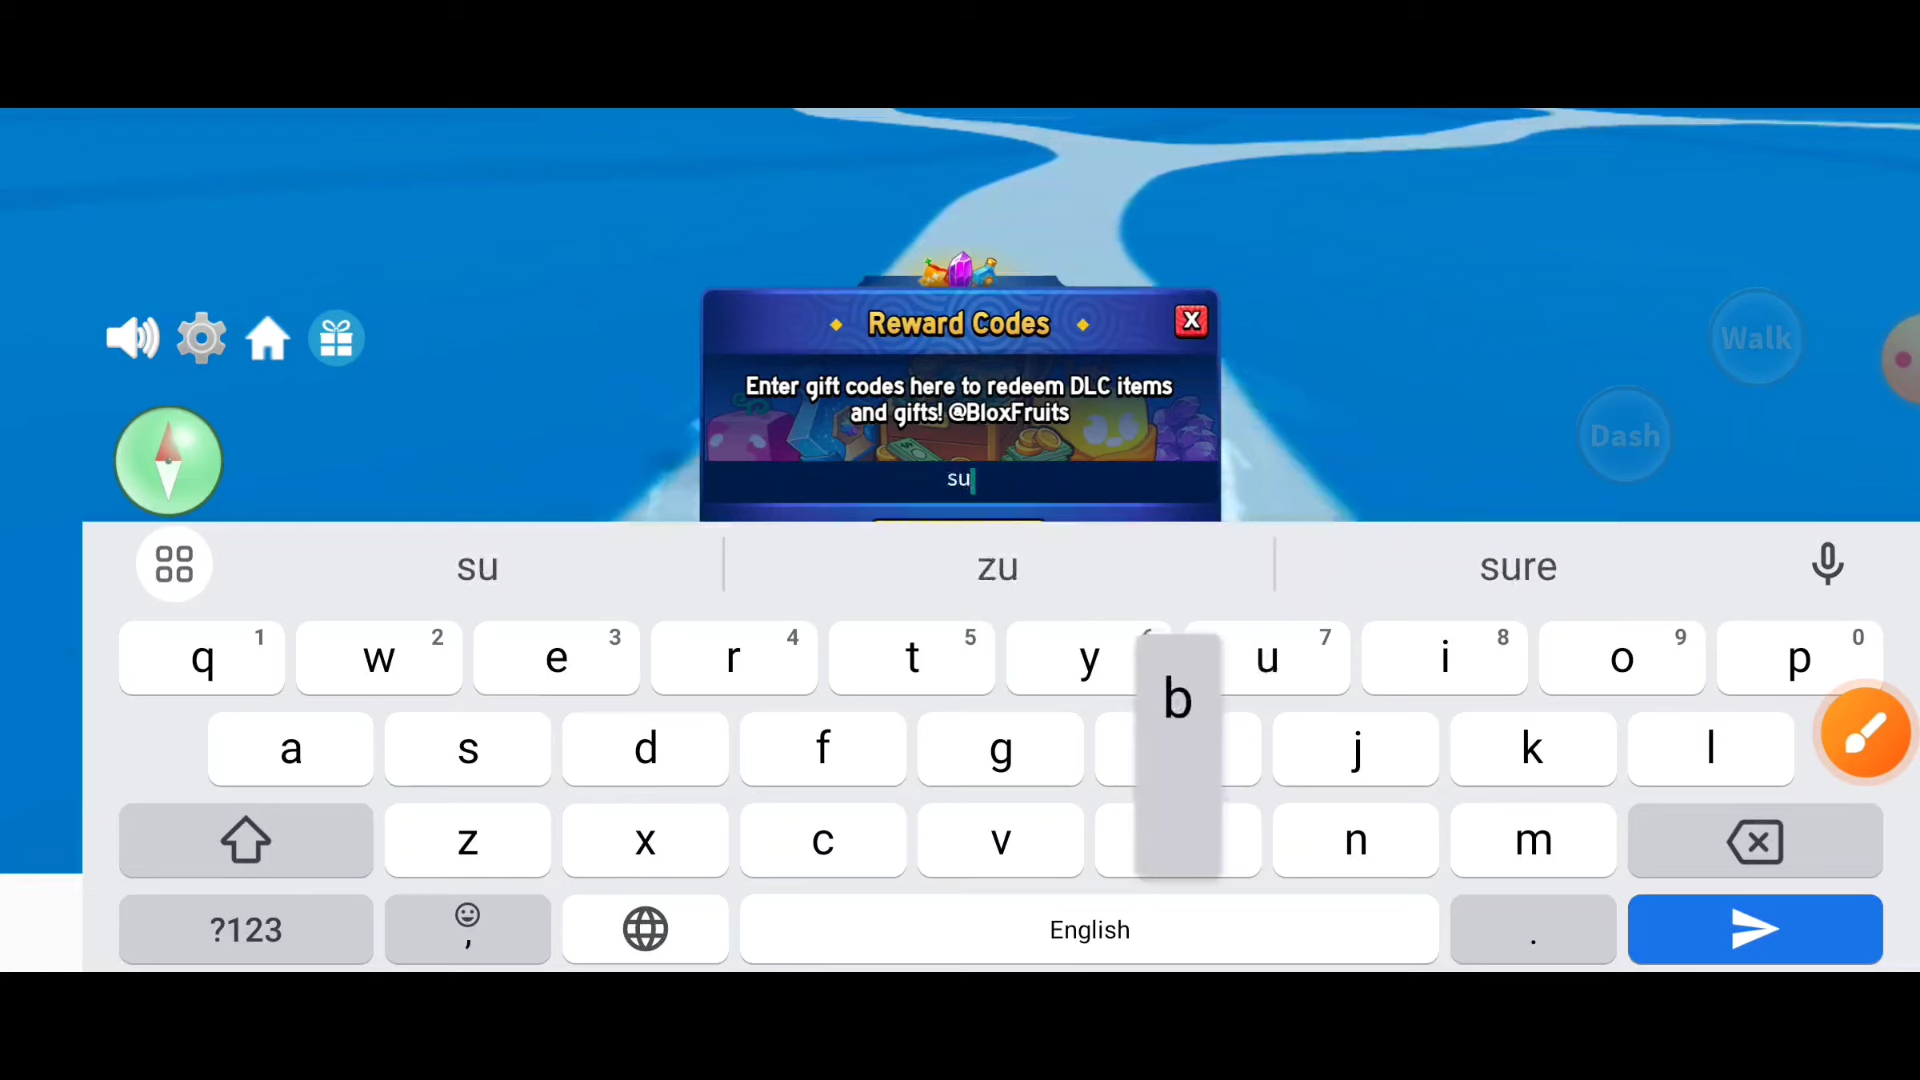 Reward Codes
X
Enter gift codes here to redeem DLC items
and gifts! @BloxFruits
su
Walk
Dash
su zu sure
q 1 w 2 e 3 r 4 t 5 y u 7 i 8 o 9 p 0
b
a s d f g j k l
z x c v n m
?123 , English .